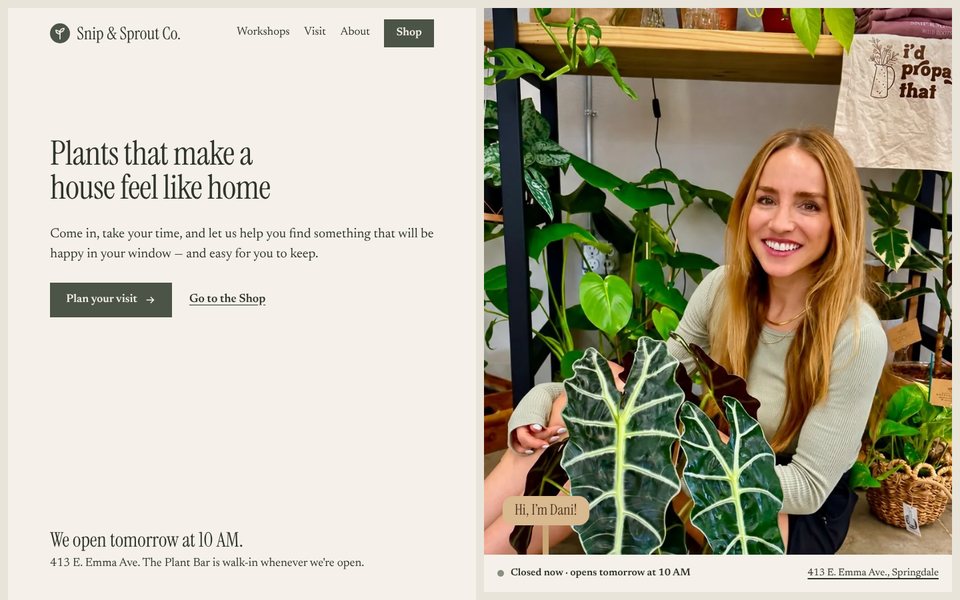 Snip & Sprout Co.
Workshops
Visit
About
Shop
Plants that make a
house feel like home
Come in, take your time, and let us help you find something that will be
happy in your window — and easy for you to keep.
Plan your visit →
Go to the Shop
We open tomorrow at 10 AM.
413 E. Emma Ave. The Plant Bar is walk-in whenever we're open.
i'd
propa
that
Hi, I'm Dani!
Closed now · opens tomorrow at 10 AM
413 E. Emma Ave., Springdale